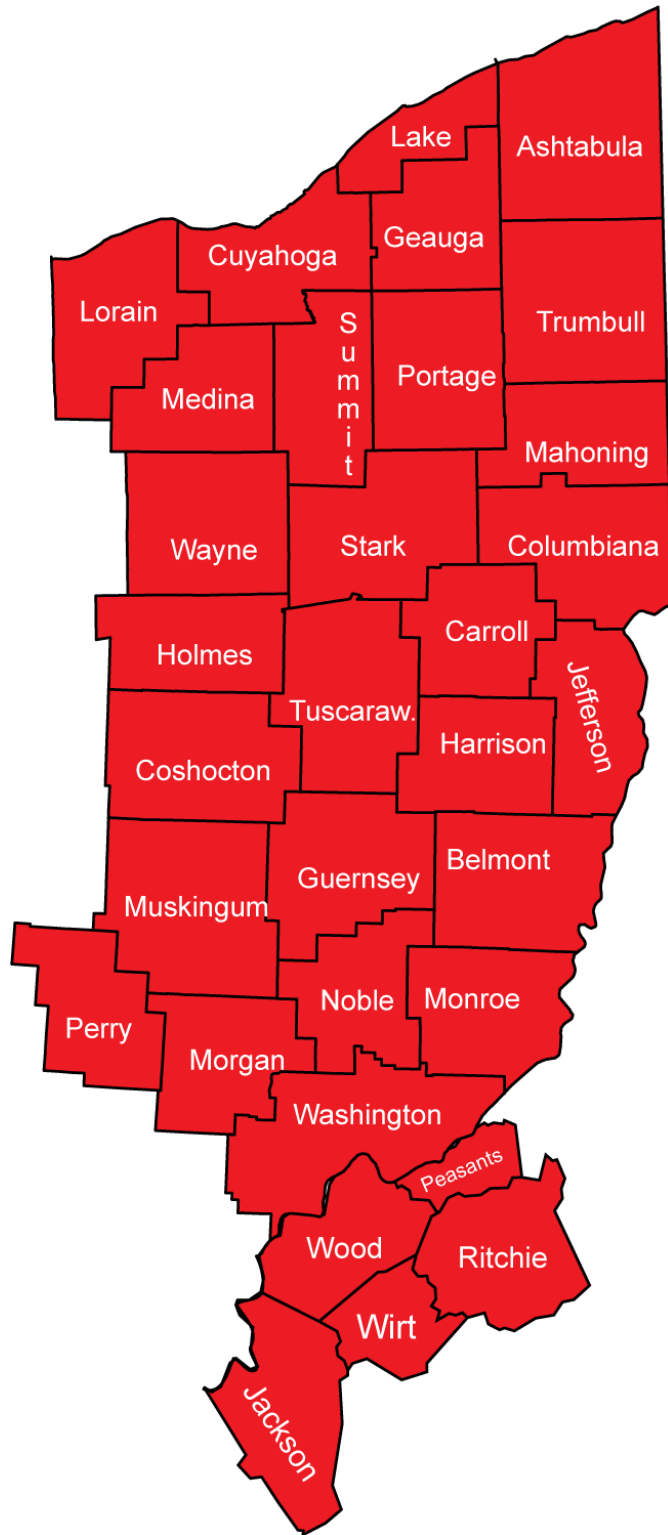 Lake
Ashtabula
Geauga
Cuyahoga
Lorain
Trumbull
Summit
Portage
Medina
Mahoning
Wayne
Stark
Columbiana
Carroll
Holmes
Jefferson
Tuscaraw.
Harrison
Coshocton
Belmont
Guernsey
Muskingum
Noble
Monroe
Perry
Morgan
Washington
Peasants
Wood
Ritchie
Wirt
Jackson